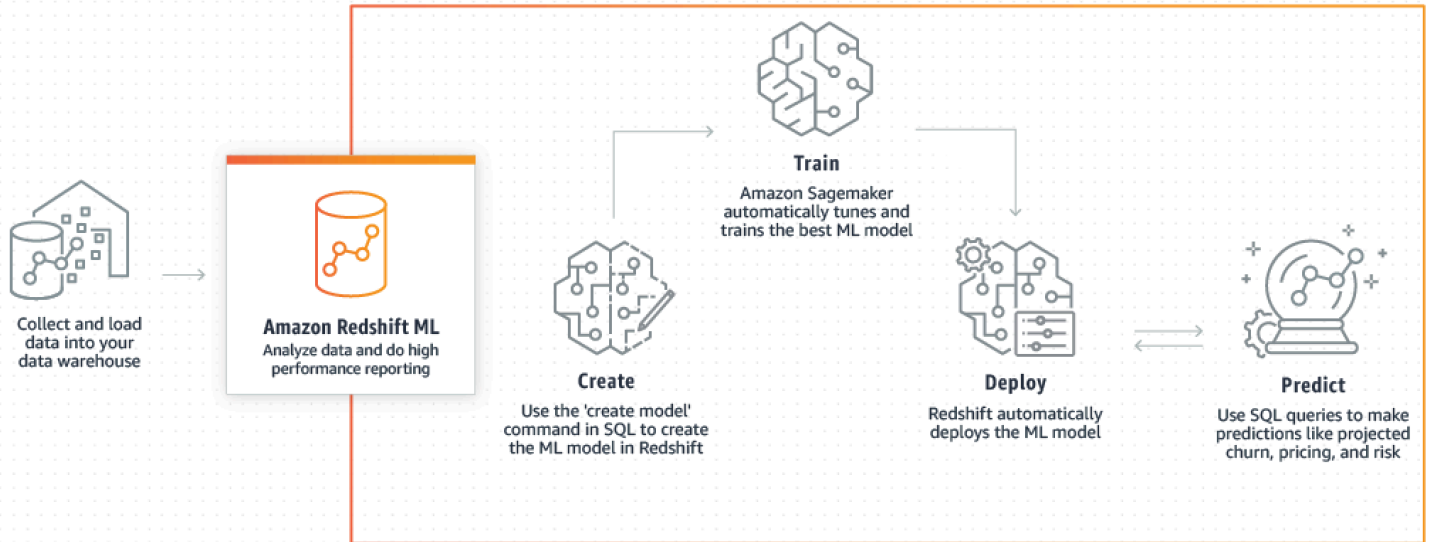 Collect and load
data into your
data warehouse
Amazon Redshift ML
Analyze data and do high
performance reporting
Create
Use the 'create model'
command in SQL to create
the ML model in Redshift
Train
Amazon Sagemaker
automatically tunes and
trains the best ML model
Deploy
Redshift automatically
deploys the ML model
Predict
Use SQL queries to make
predictions like projected
churn, pricing, and risk